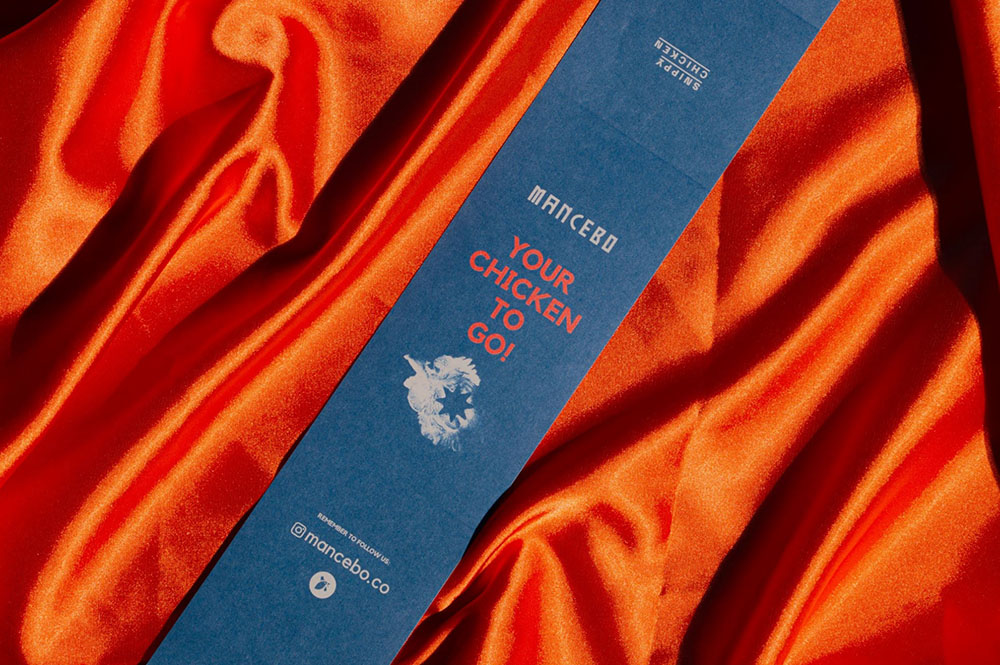 SNIPPY
CHICKEN
MANCEBO
YOUR
CHICKEN
TO
GO!
REMEMBER TO FOLLOW US:
mancebo.co